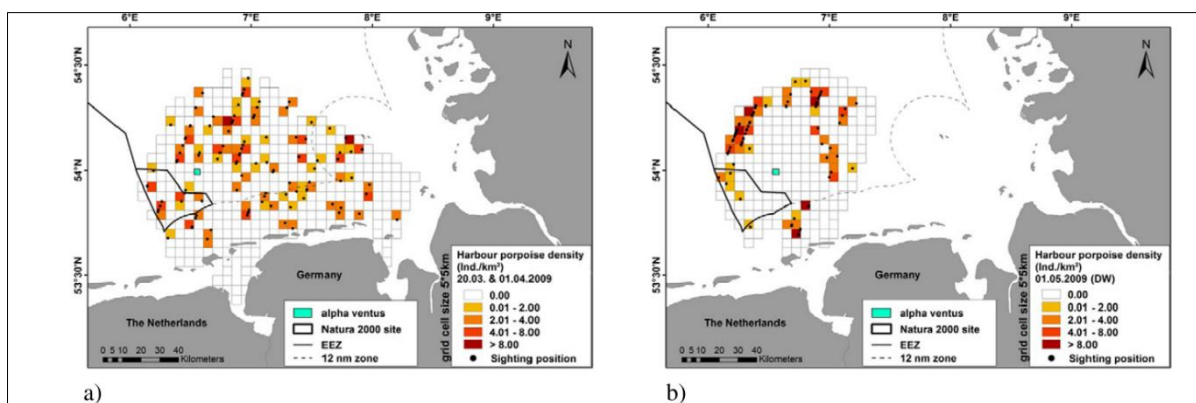 6°E 7°E 8°E 9°E
54°30'N
54°0'N
53°30'N
N
Germany
The Netherlands
0 5 10 20 30 40
Kilometers
alpha ventus
Natura 2000 site
EEZ
12 nm zone
Harbour porpoise density
(Ind./km²)
20.03. & 01.04.2009
0.00
0.01 - 2.00
2.01 - 4.00
4.01 - 8.00
> 8.00
Sighting position
grid cell size 5*5km
a)
6°E 7°E 8°E 9°E
54°30'N
54°0'N
53°30'N
N
Germany
The Netherlands
0 5 10 20 30 40
Kilometers
alpha ventus
Natura 2000 site
EEZ
12 nm zone
Harbour porpoise density
(Ind./km²)
01.05.2009 (DW)
0.00
0.01 - 2.00
2.01 - 4.00
4.01 - 8.00
> 8.00
Sighting position
grid cell size 5*5km
b)